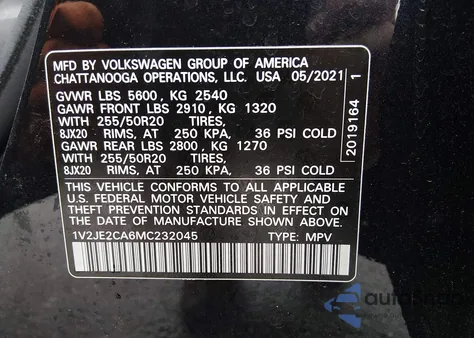 MFD BY VOLKSWAGEN GROUP OF AMERICA
CHATTANOOGA OPERATIONS, LLC. USA 05/2021
GVWR LBS 5600, KG 2540
GAWR FRONT LBS 2910, KG 1320
WITH 255/50R20 TIRES,
8JX20 RIMS, AT 250 KPA, 36 PSI COLD
GAWR REAR LBS 2800, KG 1270
WITH 255/50R20 TIRES,
8JX20 RIMS, AT 250 KPA, 36 PSI COLD
THIS VEHICLE CONFORMS TO ALL APPLICABLE
U.S. FEDERAL MOTOR VEHICLE SAFETY AND
THEFT PREVENTION STANDARDS IN EFFECT ON
THE DATE OF MANUFACTURE SHOWN ABOVE
1V2JE2CA6MC232045 TYPE: MPV
2019164 1